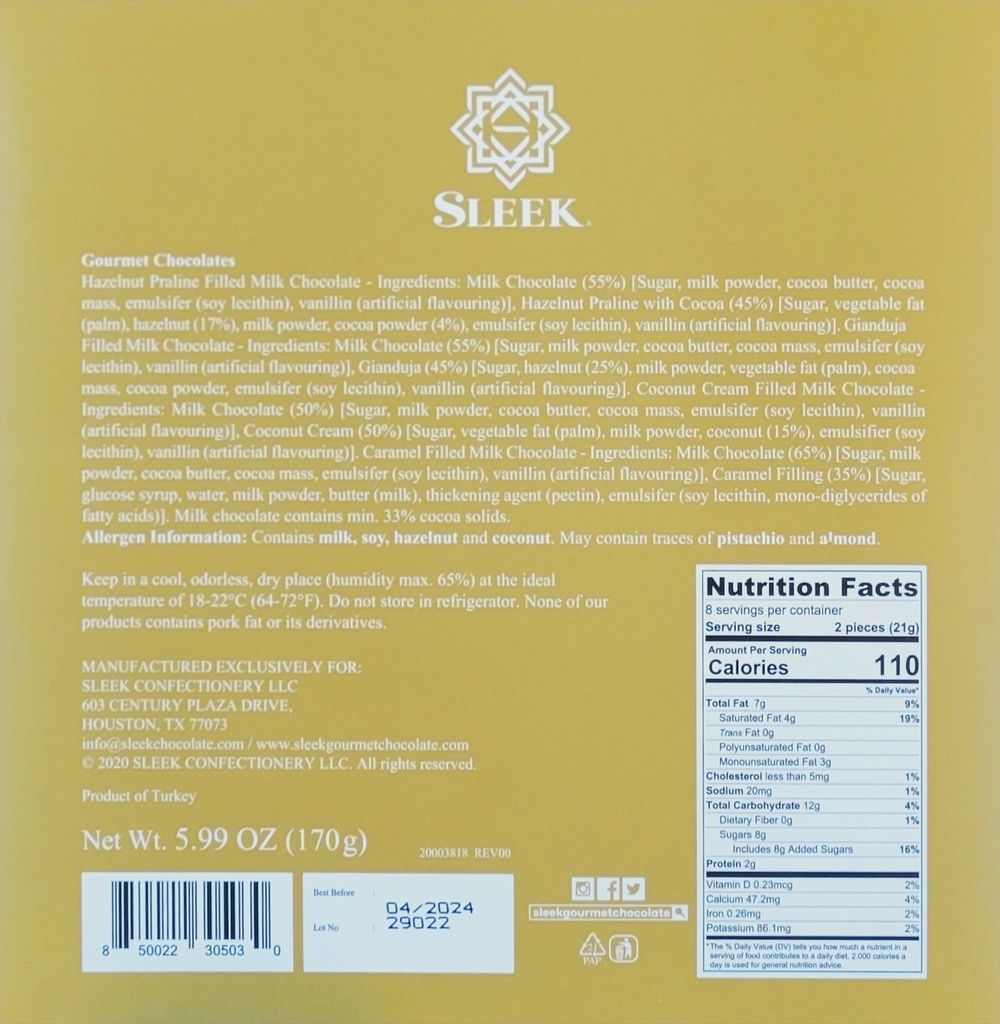 SLEEK.
Gourmet Chocolates
Hazelnut Praline Filled Milk Chocolate - Ingredients: Milk Chocolate (55%) [Sugar, milk powder, cocoa butter, cocoa
mass, emulsifer (soy lecithin), vanillin (artificial flavouring)], Hazelnut Praline with Cocoa (45%) [Sugar, vegetable fat
(palm), hazelnut (17%), milk powder, cocoa powder (4%), emulsifer (soy lecithin), vanillin (artificial flavouring)]. Gianduja
Filled Milk Chocolate - Ingredients: Milk Chocolate (55%) [Sugar, milk powder, cocoa butter, cocoa mass, emulsifer (soy
lecithin), vanillin (artificial flavouring)], Gianduja (45%) [Sugar, hazelnut (25%), milk powder, vegetable fat (palm), cocoa
mass, cocoa powder, emulsifer (soy lecithin), vanillin (artificial flavouring)]. Coconut Cream Filled Milk Chocolate -
Ingredients: Milk Chocolate (50%) [Sugar, milk powder, cocoa butter, cocoa mass, emulsifer (soy lecithin), vanillin
(artificial flavouring)], Coconut Cream (50%) [Sugar, vegetable fat (palm), milk powder, coconut (15%), emulsifier (soy
lecithin), vanillin (artificial flavouring)]. Caramel Filled Milk Chocolate - Ingredients: Milk Chocolate (65%) [Sugar, milk
powder, cocoa butter, cocoa mass, emulsifer (soy lecithin), vanillin (artificial flavouring)], Caramel Filling (35%) [Sugar,
glucose syrup, water, milk powder, butter (milk), thickening agent (pectin), emulsifer (soy lecithin, mono-diglycerides of
fatty acids)]. Milk chocolate contains min. 33% cocoa solids.
Allergen Information: Contains milk, soy, hazelnut and coconut. May contain traces of pistachio and almond.
Keep in a cool, odorless, dry place (humidity max. 65%) at the ideal
temperature of 18-22°C (64-72°F). Do not store in refrigerator. None of our
products contains pork fat or its derivatives.
MANUFACTURED EXCLUSIVELY FOR:
SLEEK CONFECTIONERY LLC
603 CENTURY PLAZA DRIVE,
HOUSTON, TX 77073
info@sleekchocolate.com / www.sleekgourmetchocolate.com
© 2020 SLEEK CONFECTIONERY LLC. All rights reserved.
Product of Turkey
Net Wt. 5.99 OZ (170g)
20003818 REV00
8 50022 30503 0
Best Before : 04/2024
Lot No : 29022
sleekgourmetchocolate
21
PAP
Nutrition Facts
8 servings per container
Serving size 2 pieces (21g)
Amount Per Serving
Calories 110
% Daily Value*
Total Fat 7g 9%
Saturated Fat 4g 19%
Trans Fat 0g
Polyunsaturated Fat 0g
Monounsaturated Fat 3g
Cholesterol less than 5mg 1%
Sodium 20mg 1%
Total Carbohydrate 12g 4%
Dietary Fiber 0g 1%
Sugars 8g
Includes 8g Added Sugars 16%
Protein 2g
Vitamin D 0.23mcg 2%
Calcium 47.2mg 4%
Iron 0.26mg 2%
Potassium 86.1mg 2%
*The % Daily Value (DV) tells you how much a nutrient in a
serving of food contributes to a daily diet. 2.000 calories a
day is used for general nutrition advice.